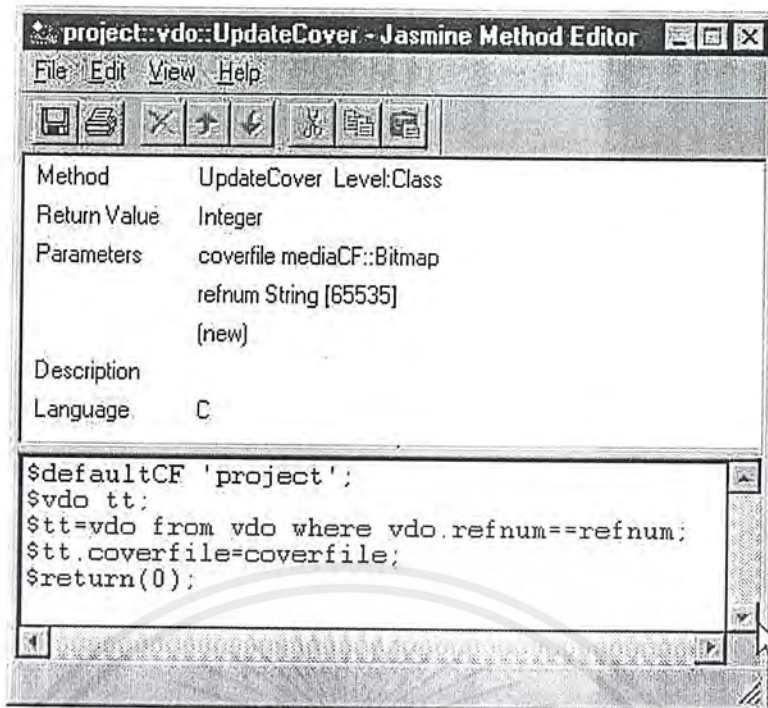 project::vdo::UpdateCover - Jasmine Method Editor
File Edit View Help
Method UpdateCover Level:Class
Return Value Integer
Parameters coverfile mediaCF::Bitmap
refnum String [65535]
(new)
Description
Language C
$defaultCF 'project';
$vdo tt;
$tt=vdo from vdo where vdo.refnum==refnum;
$tt.coverfile=coverfile;
$return(0);